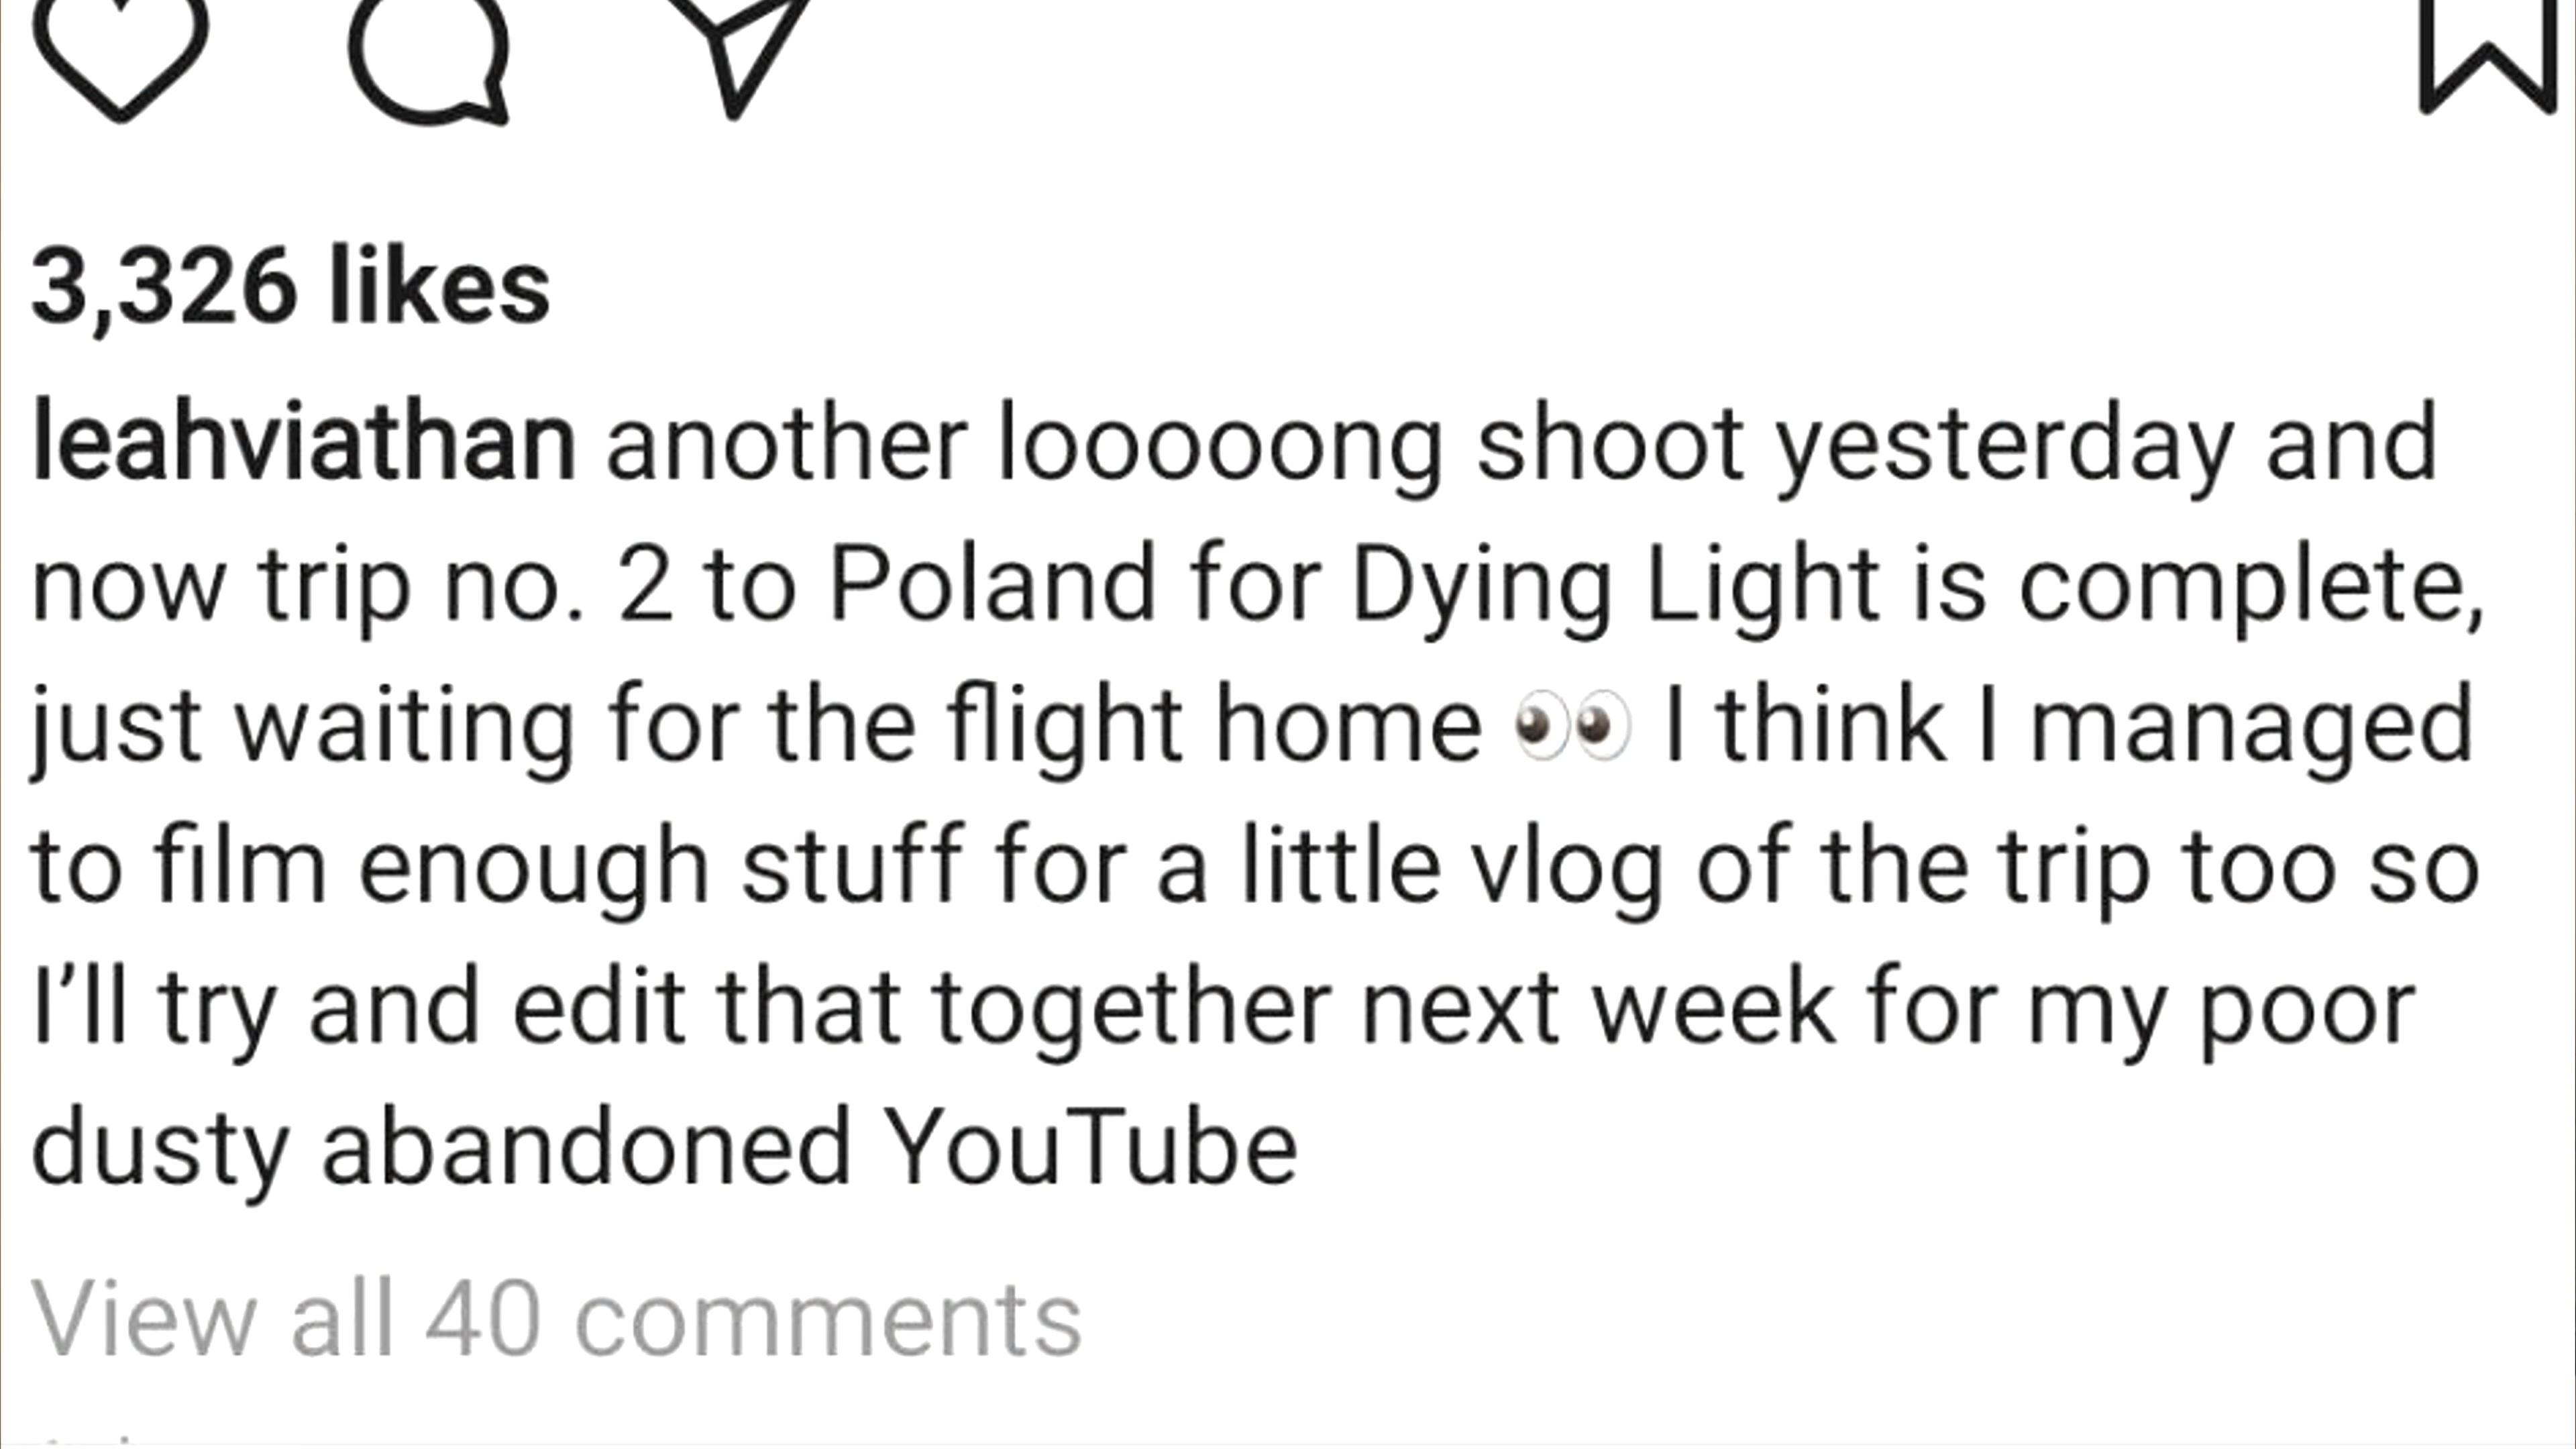 3,326 likes
leahviathan another looooong shoot yesterday and
now trip no. 2 to Poland for Dying Light is complete,
just waiting for the flight home 👀 I think I managed
to film enough stuff for a little vlog of the trip too so
I’ll try and edit that together next week for my poor
dusty abandoned YouTube
View all 40 comments